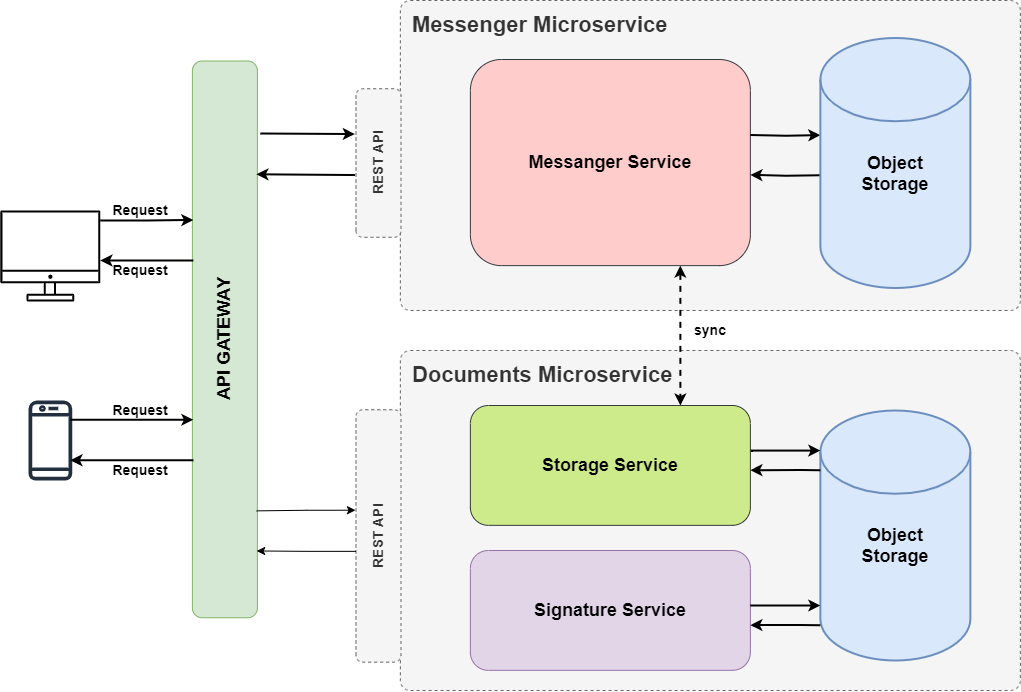 Messenger Microservice
Messanger Service
Object
Storage
REST API
Request
Request
API GATEWAY
sync
Documents Microservice
Request
Request
REST API
Storage Service
Object
Storage
Signature Service